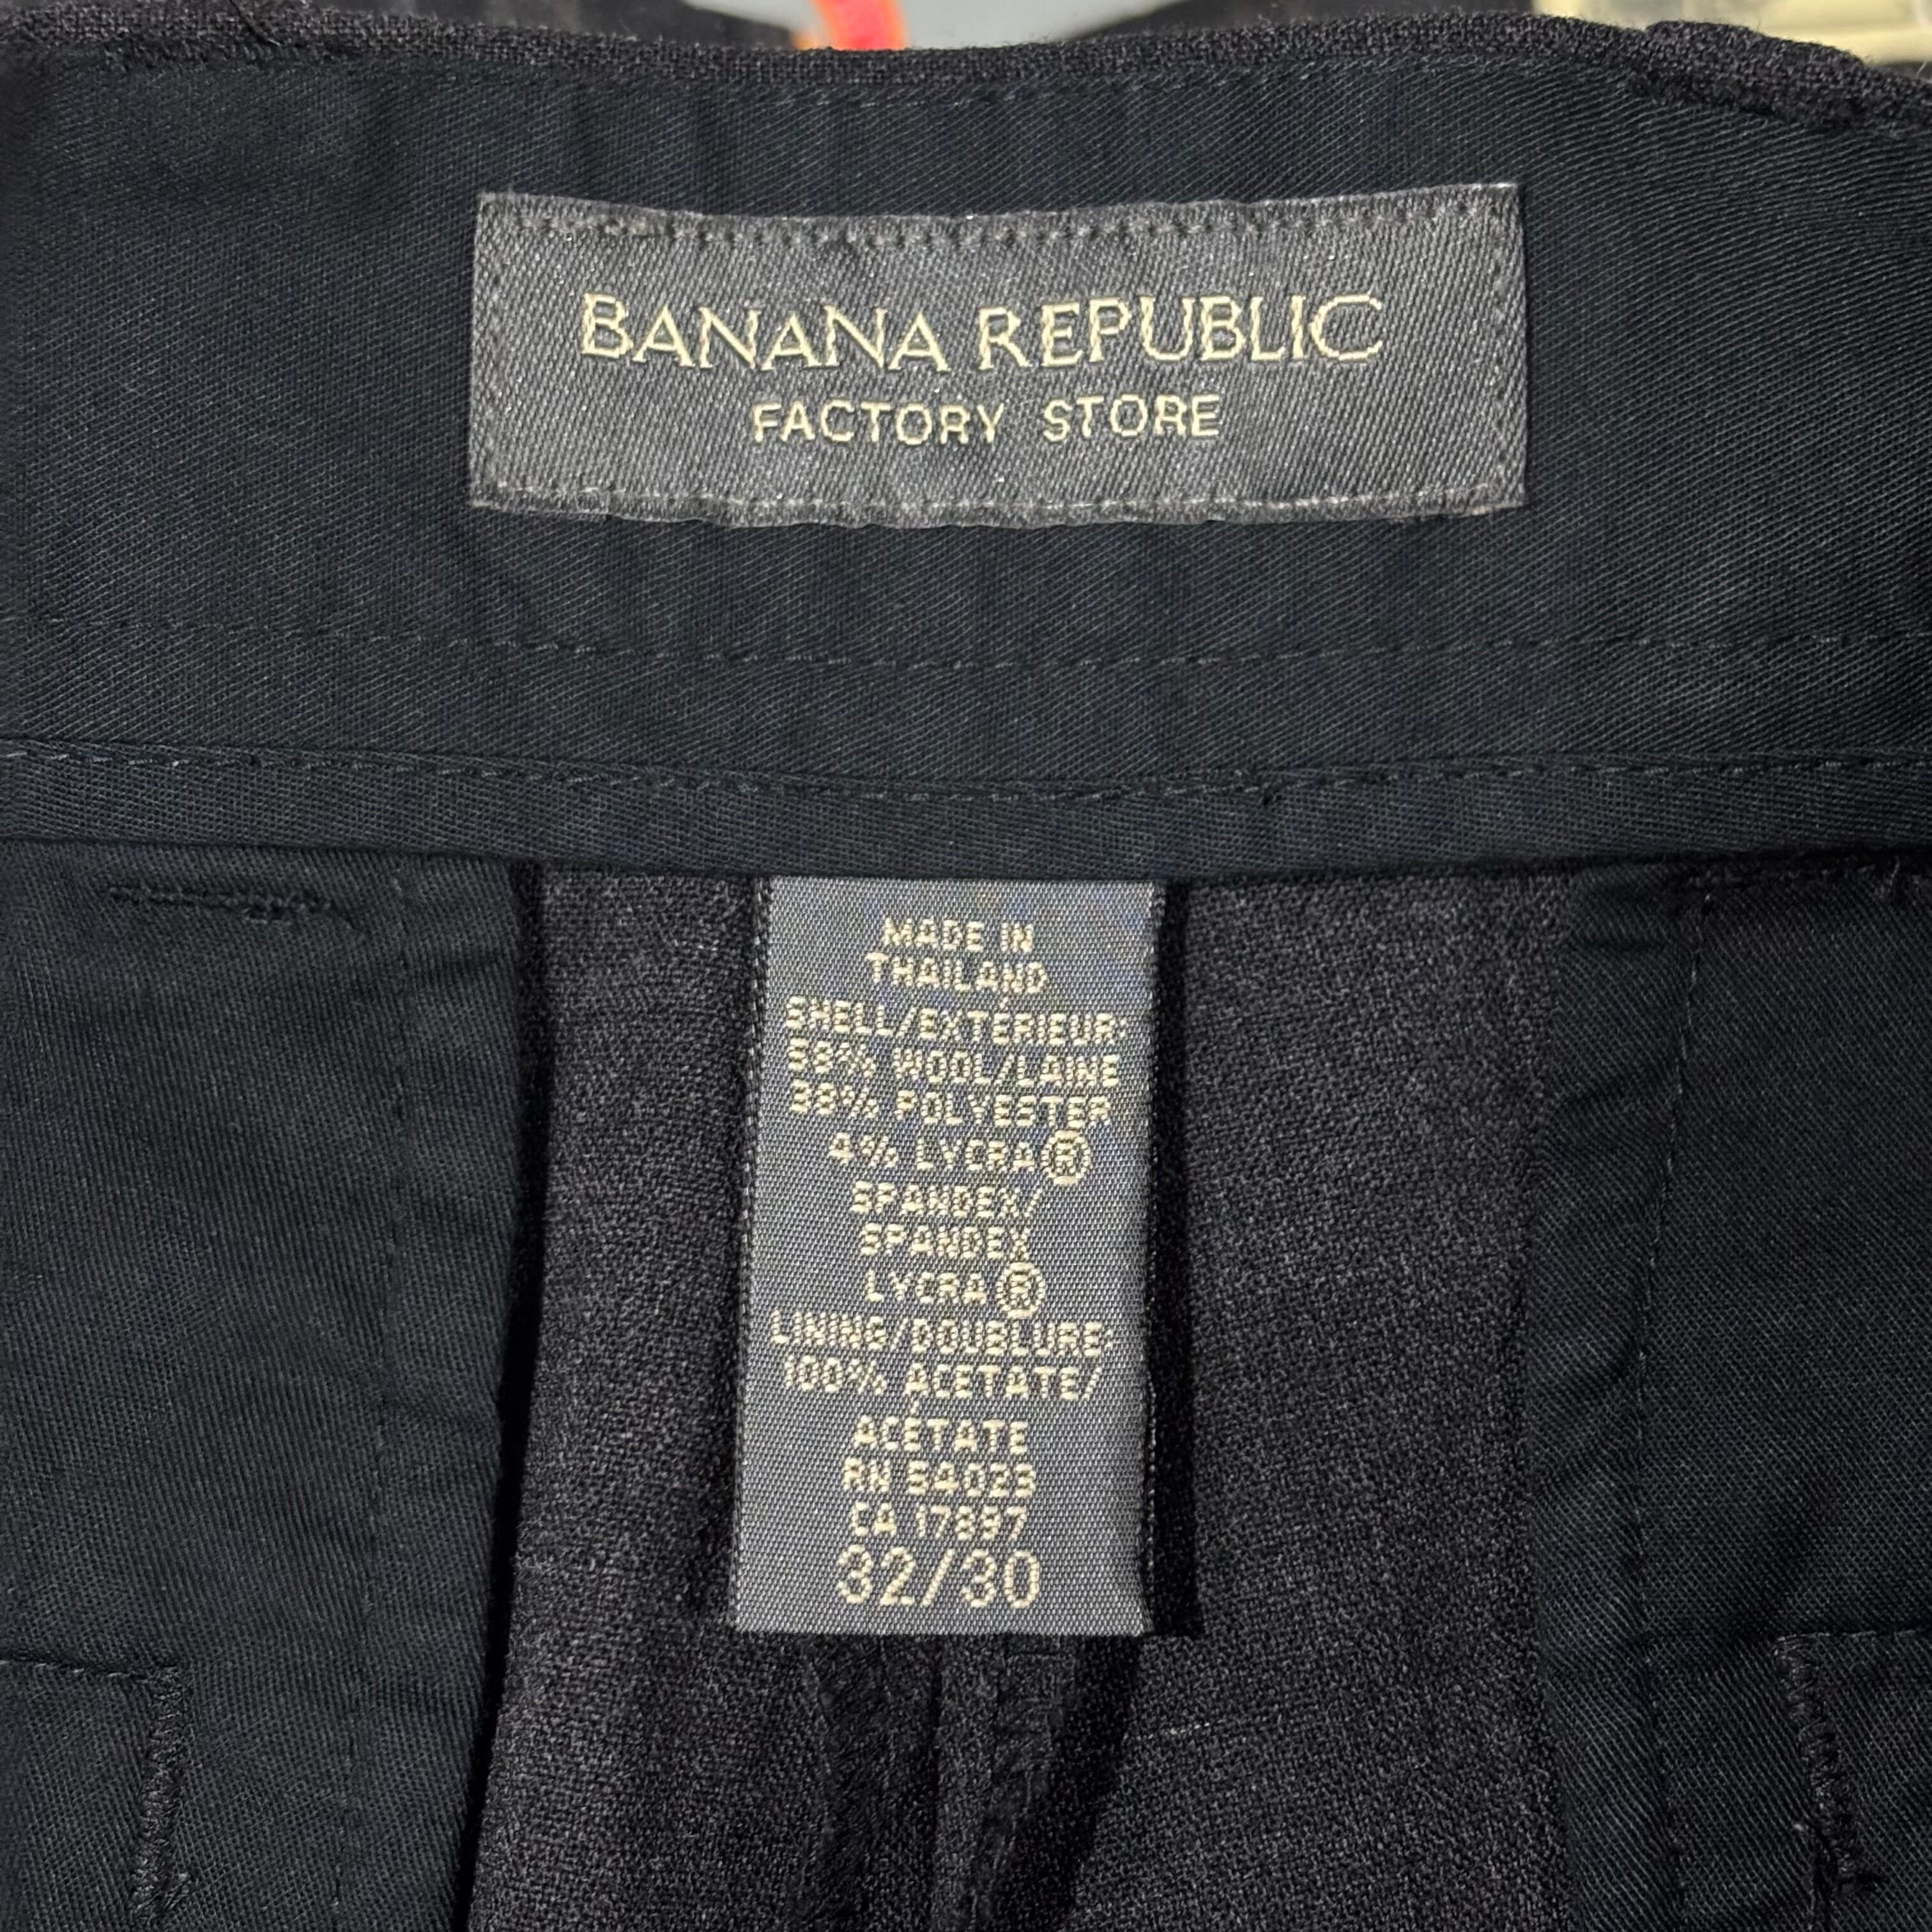 BANANA REPUBLIC
FACTORY STORE
MADE IN
THAILAND
SHELL/EXTÉRIEUR:
58% WOOL/LAINE
38% POLYESTER
4% LYCRA®
SPANDEX/
SPANDEX
LYCRA®
LINING/DOUBLURE:
100% ACETATE/
ACÉTATE
RN 54023
CA 17897
32/30